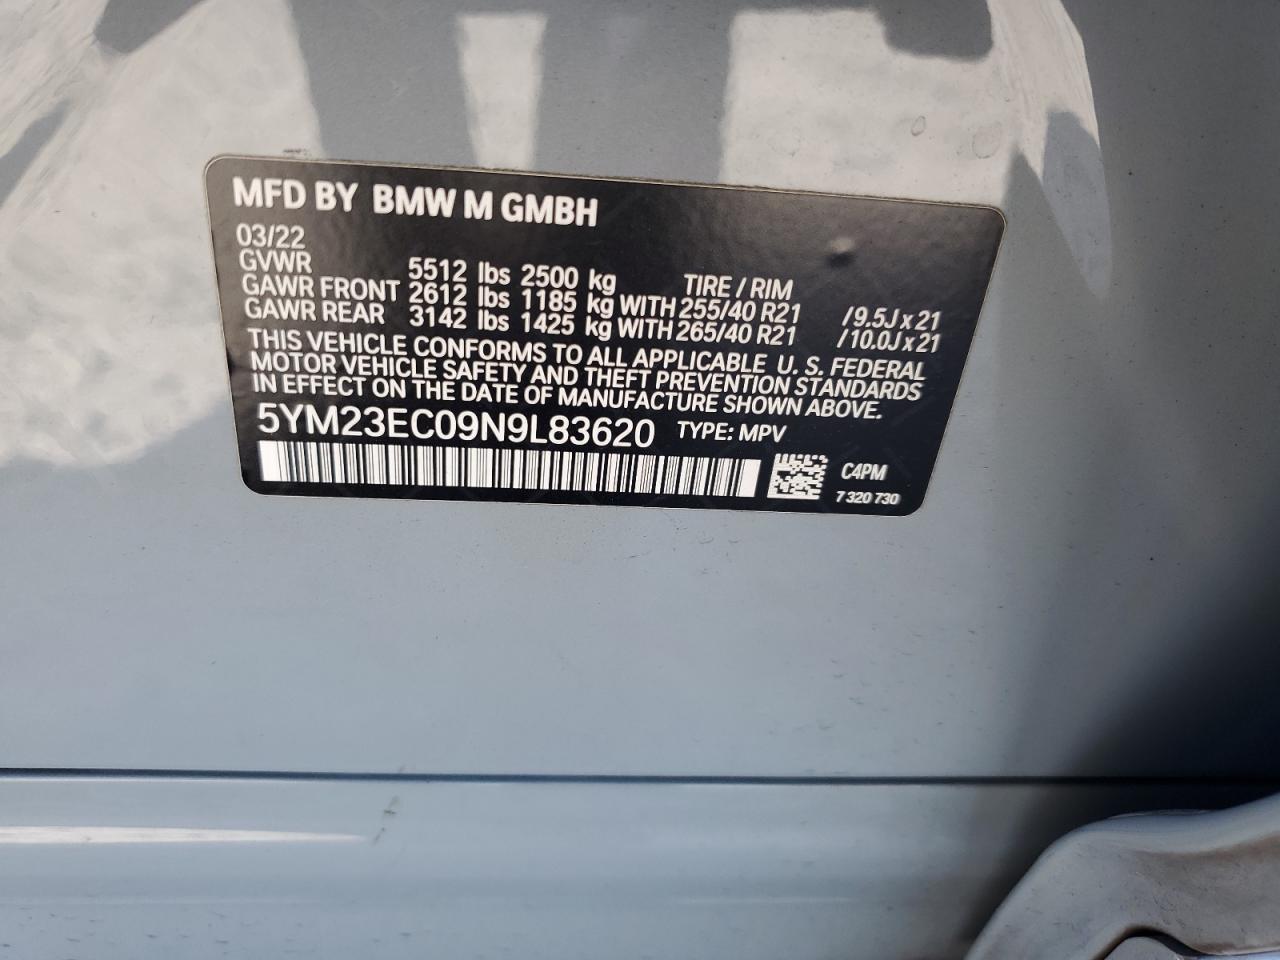 MFD BY BMW M GMBH
03/22
GVWR 5512 lbs 2500 kg TIRE / RIM
GAWR FRONT 2612 lbs 1185 kg WITH 255/40 R21 /9.5J x 21
GAWR REAR 3142 lbs 1425 kg WITH 265/40 R21 /10.0J x 21
THIS VEHICLE CONFORMS TO ALL APPLICABLE U. S. FEDERAL
MOTOR VEHICLE SAFETY AND THEFT PREVENTION STANDARDS
IN EFFECT ON THE DATE OF MANUFACTURE SHOWN ABOVE.
5YM23EC09N9L83620 TYPE: MPV
C4PM
7 320 730